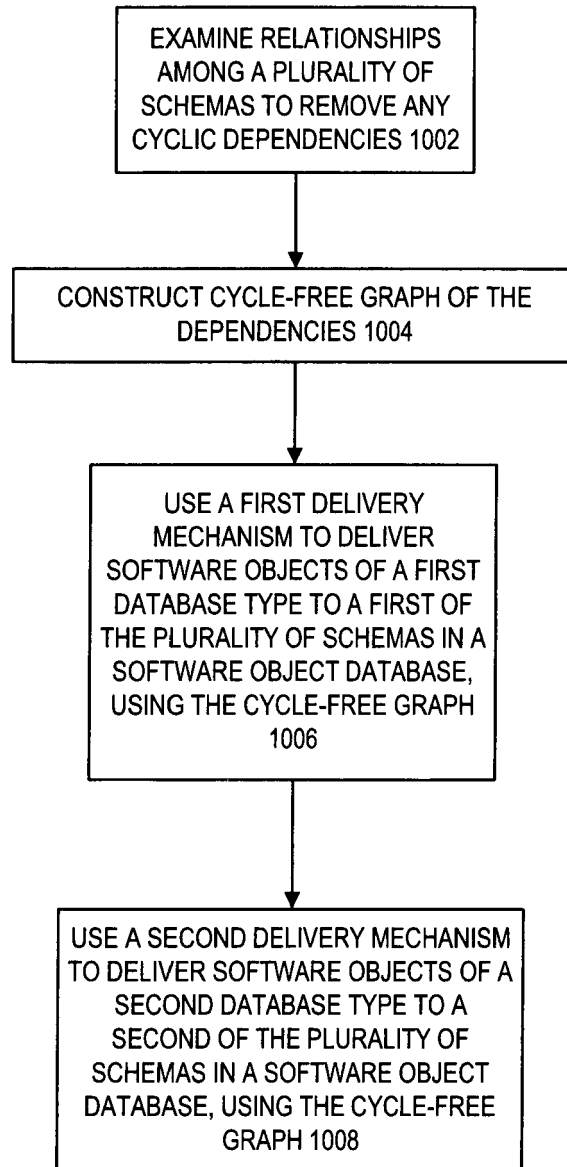 EXAMINE RELATIONSHIPS
AMONG A PLURALITY OF
SCHEMAS TO REMOVE ANY
CYCLIC DEPENDENCIES 1002
CONSTRUCT CYCLE-FREE GRAPH OF THE
DEPENDENCIES 1004
USE A FIRST DELIVERY
MECHANISM TO DELIVER
SOFTWARE OBJECTS OF A FIRST
DATABASE TYPE TO A FIRST OF
THE PLURALITY OF SCHEMAS IN A
SOFTWARE OBJECT DATABASE,
USING THE CYCLE-FREE GRAPH
1006
USE A SECOND DELIVERY MECHANISM
TO DELIVER SOFTWARE OBJECTS OF A
SECOND DATABASE TYPE TO A
SECOND OF THE PLURALITY OF
SCHEMAS IN A SOFTWARE OBJECT
DATABASE, USING THE CYCLE-FREE
GRAPH 1008